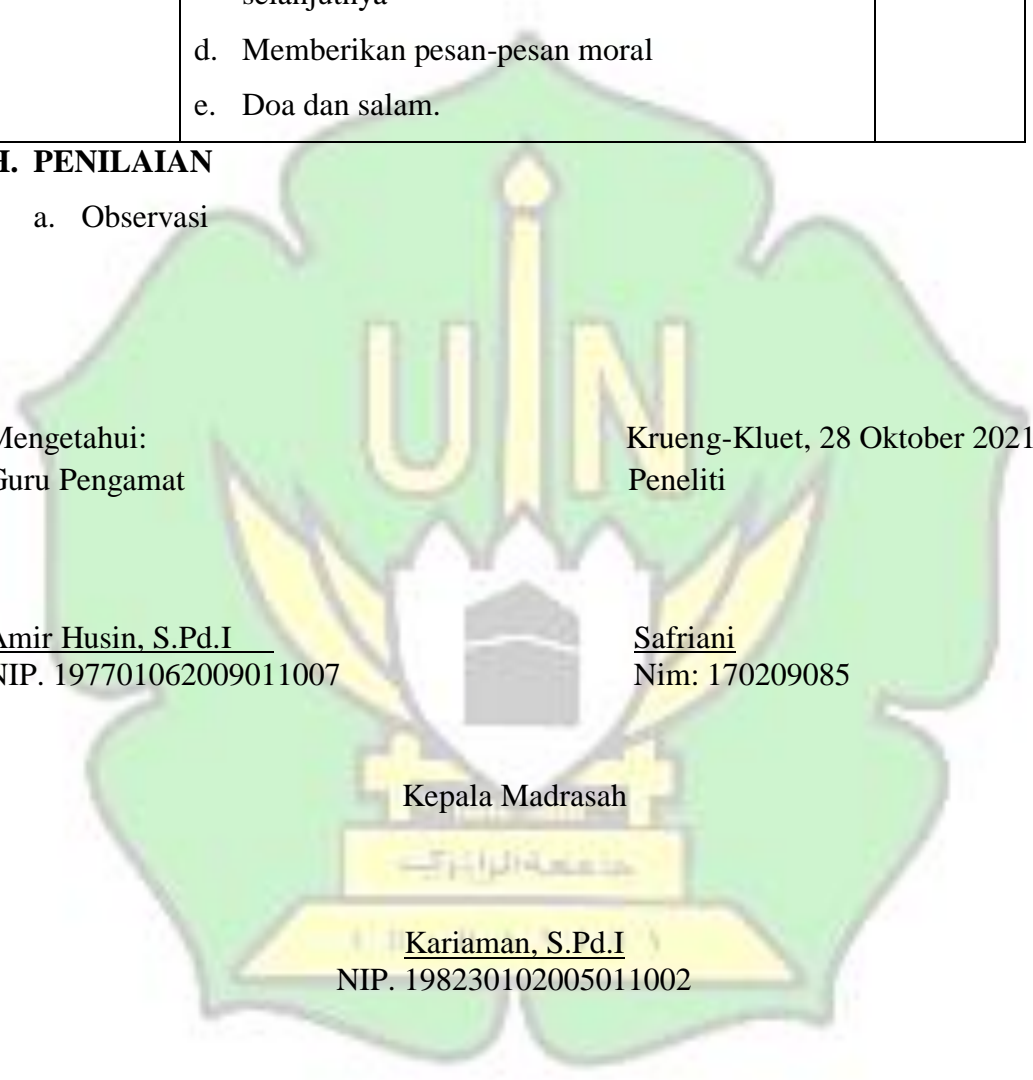 selanjutnya
d. Memberikan pesan-pesan moral
e. Doa dan salam.
H. PENILAIAN
a. Observasi
UIN
Mengetahui: Krueng-Kluet, 28 Oktober 2021
Guru Pengamat Peneliti
Amir Husin, S.Pd.I Safriani
NIP. 197701062009011007 Nim: 170209085
Kepala Madrasah
Kariaman, S.Pd.I
NIP. 198230102005011002